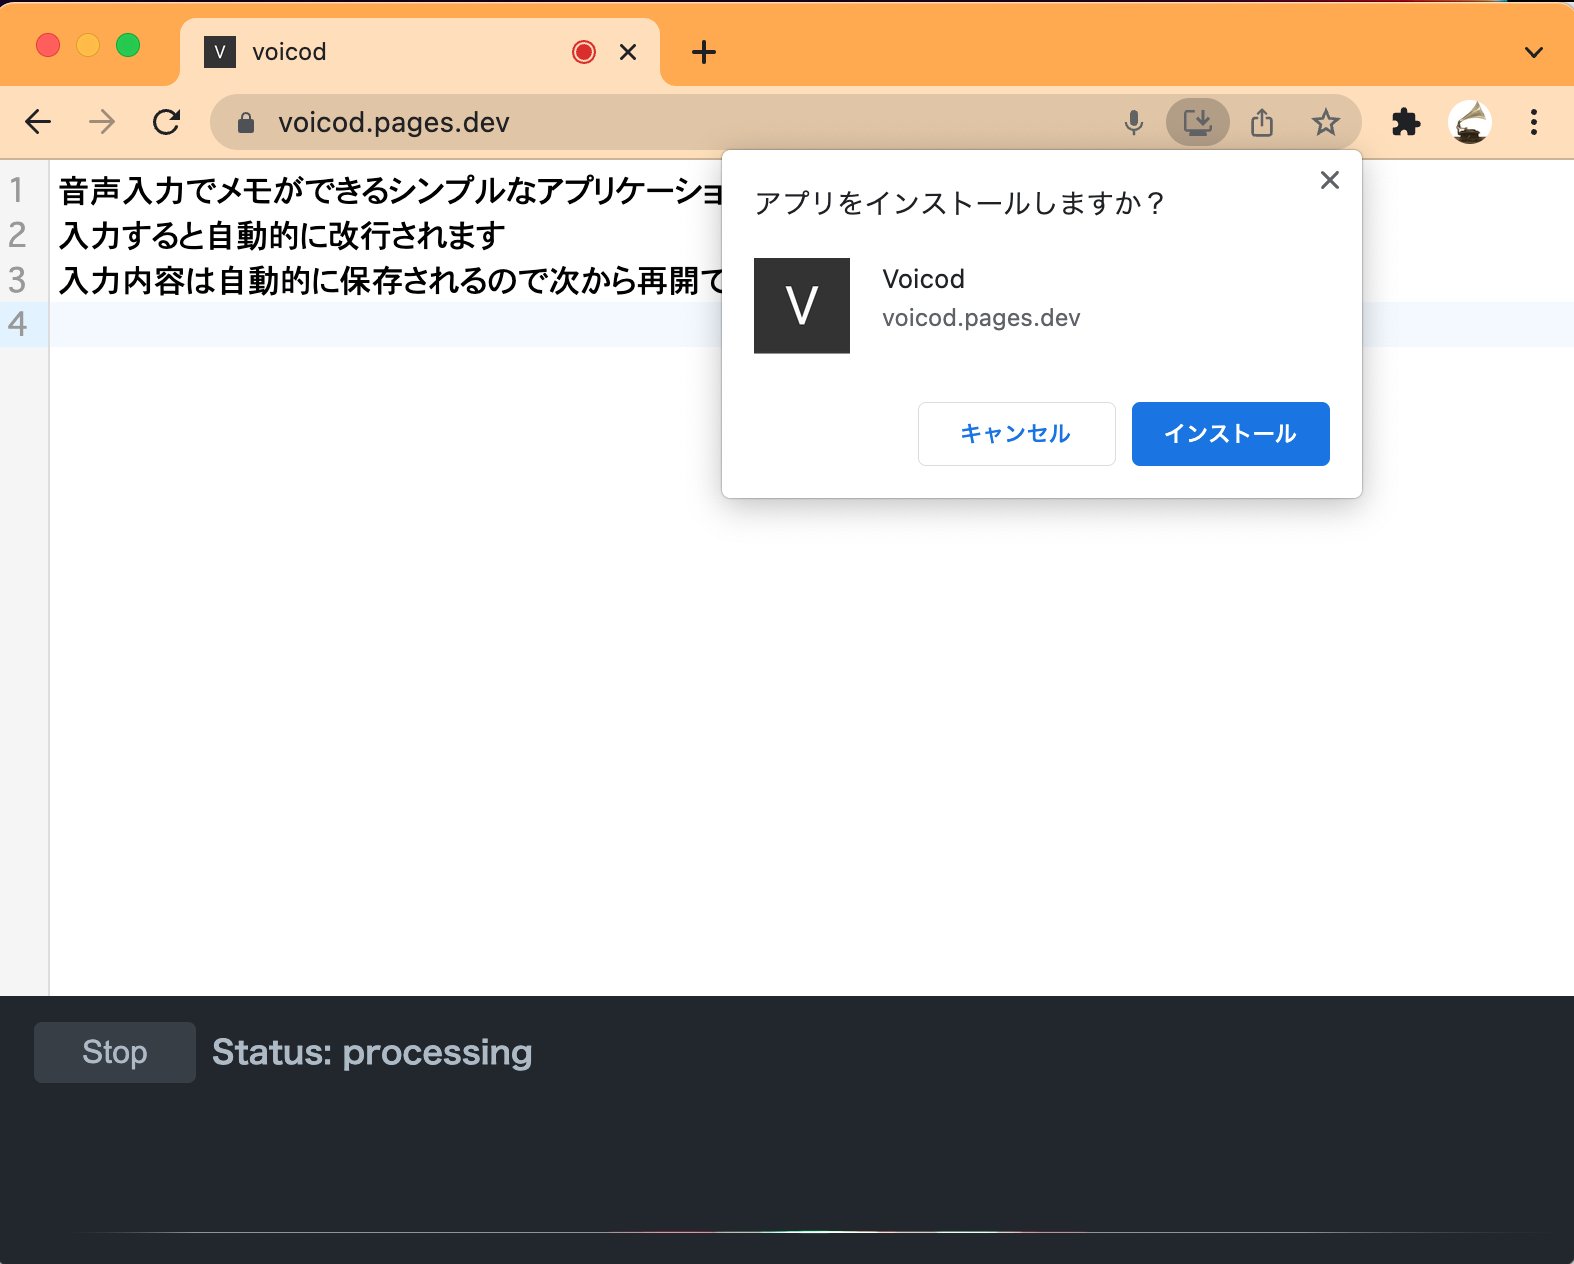 V voicod
voicod.pages.dev
1 音声入力でメモができるシンプルなアプリケーショ
2 入力すると自動的に改行されます
3 入力内容は自動的に保存されるので次から再開で
4
アプリをインストールしますか？
V
Voicod
voicod.pages.dev
キャンセル インストール
Stop Status: processing